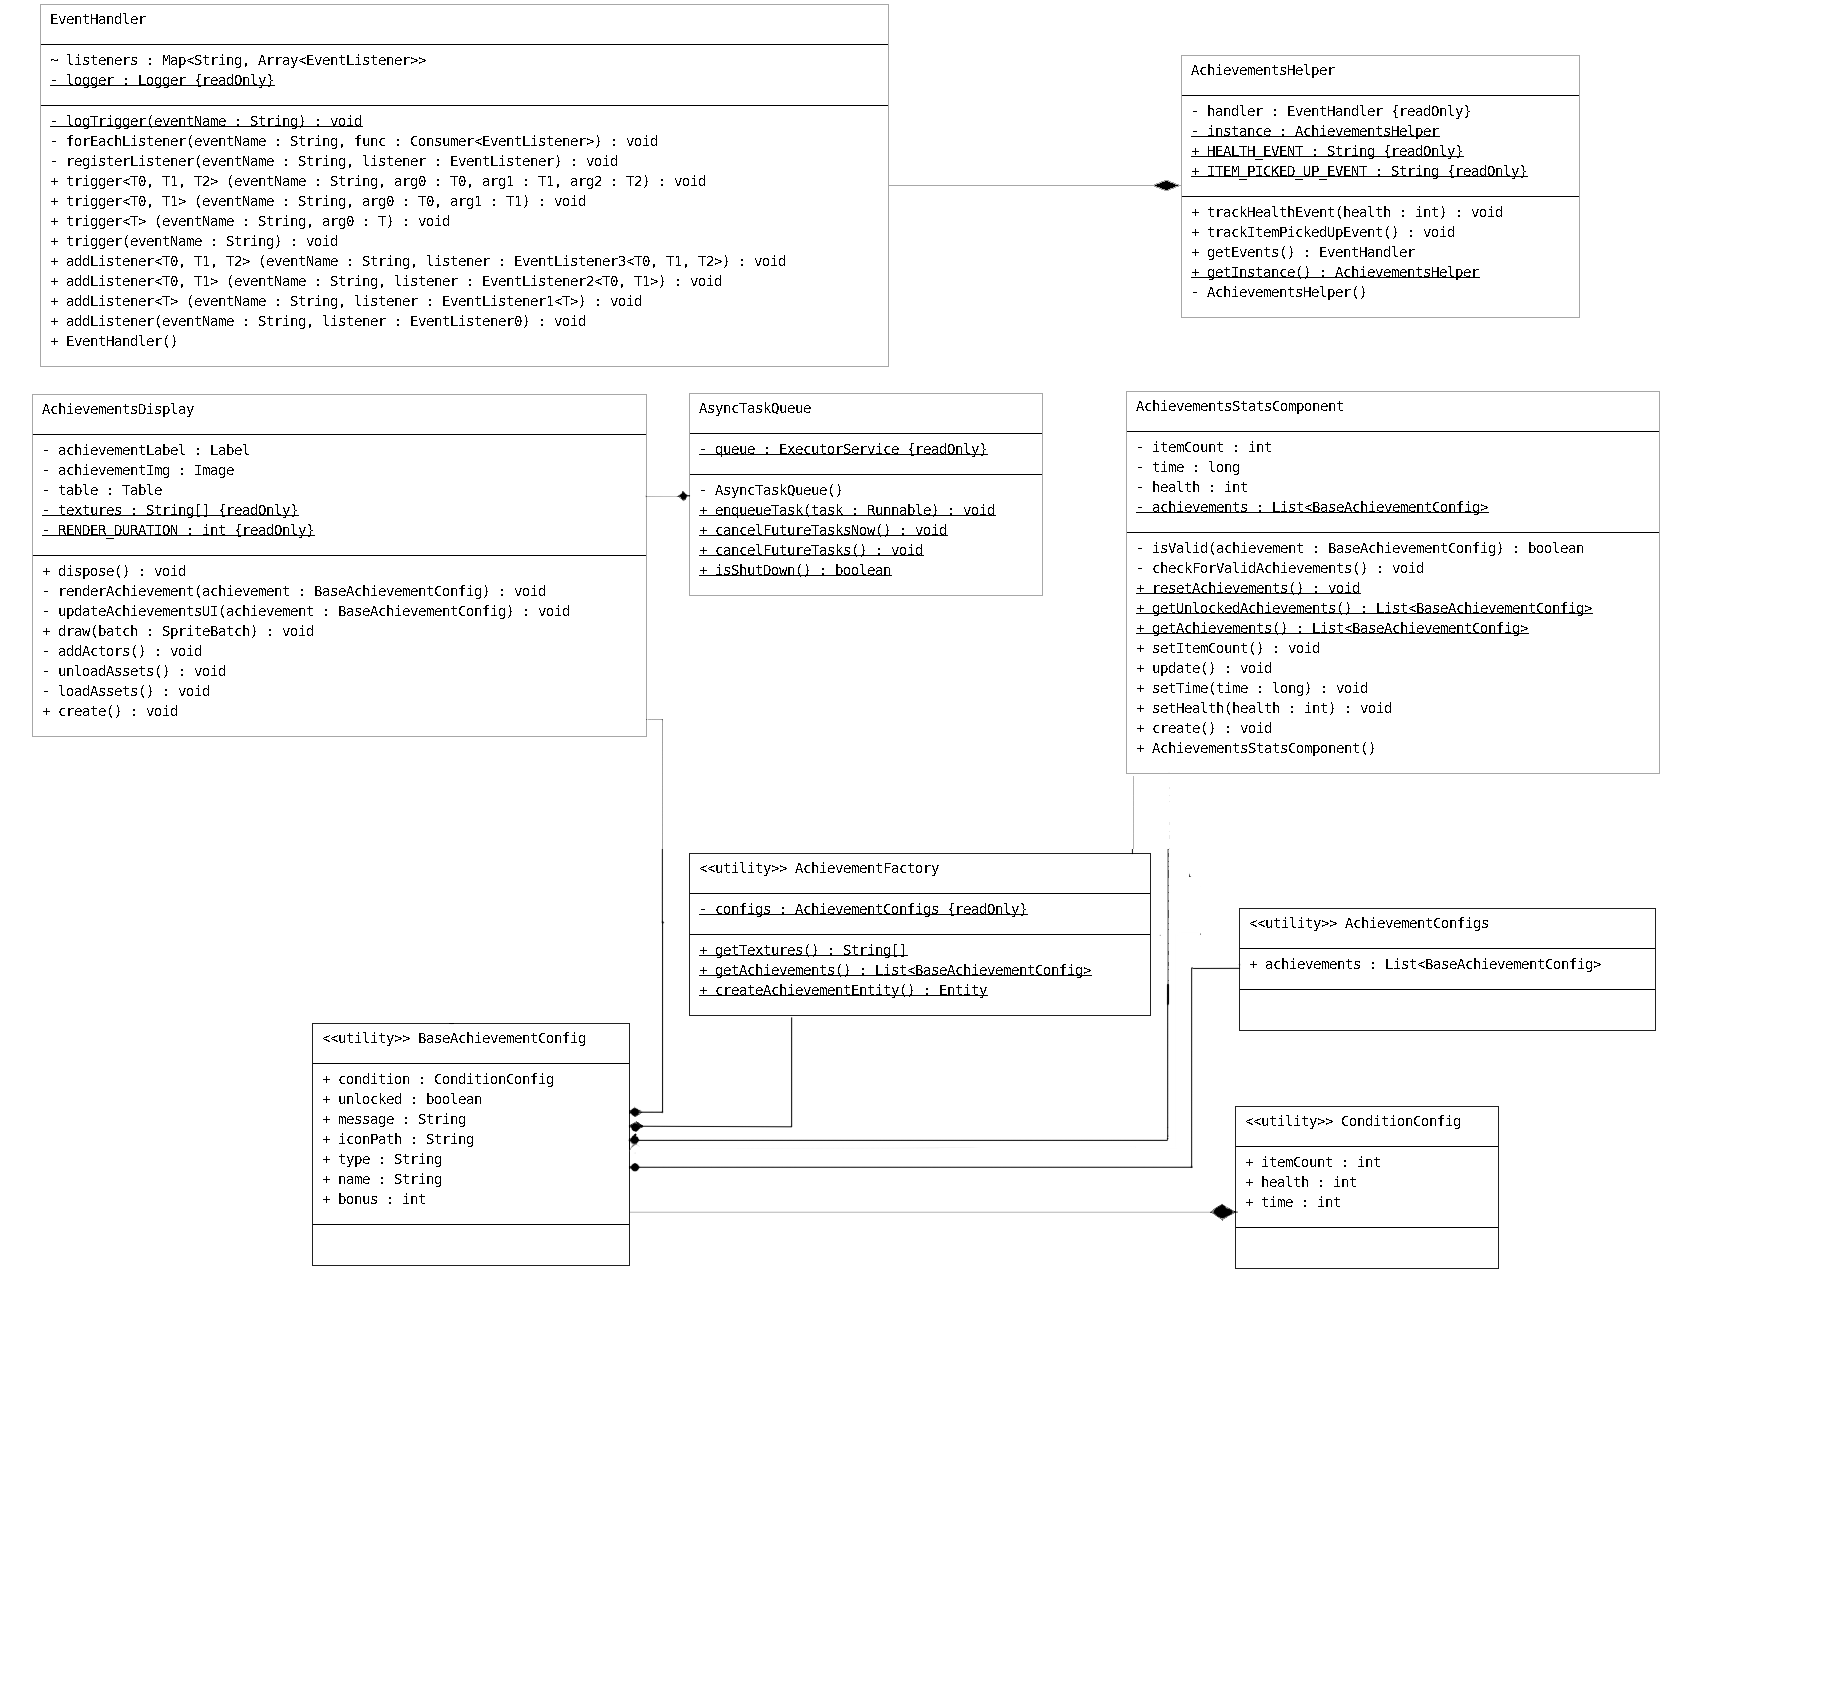 EventHandler
~ listeners : Map<String, Array<EventListener>>
- logger : Logger {readOnly}
- logTrigger(eventName : String) : void
- forEachListener(eventName : String, func : Consumer<EventListener>) : void
- registerListener(eventName : String, listener : EventListener) : void
+ trigger<T0, T1, T2> (eventName : String, arg0 : T0, arg1 : T1, arg2 : T2) : void
+ trigger<T0, T1> (eventName : String, arg0 : T0, arg1 : T1) : void
+ trigger<T> (eventName : String, arg0 : T) : void
+ trigger(eventName : String) : void
+ addListener<T0, T1, T2> (eventName : String, listener : EventListener3<T0, T1, T2>) : void
+ addListener<T0, T1> (eventName : String, listener : EventListener2<T0, T1>) : void
+ addListener<T> (eventName : String, listener : EventListener1<T>) : void
+ addListener(eventName : String, listener : EventListener0) : void
+ EventHandler()
AchievementsHelper
- handler : EventHandler {readOnly}
- instance : AchievementsHelper
+ HEALTH_EVENT : String {readOnly}
+ ITEM_PICKED_UP_EVENT : String {readOnly}
+ trackHealthEvent(health : int) : void
+ trackItemPickedUpEvent() : void
+ getEvents() : EventHandler
+ getInstance() : AchievementsHelper
- AchievementsHelper()
AchievementsDisplay
- achievementLabel : Label
- achievementImg : Image
- table : Table
- textures : String[] {readOnly}
- RENDER_DURATION : int {readOnly}
+ dispose() : void
- renderAchievement(achievement : BaseAchievementConfig) : void
- updateAchievementsUI(achievement : BaseAchievementConfig) : void
+ draw(batch : SpriteBatch) : void
- addActors() : void
- unloadAssets() : void
- loadAssets() : void
+ create() : void
AsyncTaskQueue
- queue : ExecutorService {readOnly}
- AsyncTaskQueue()
+ enqueueTask(task : Runnable) : void
+ cancelFutureTasksNow() : void
+ cancelFutureTasks() : void
+ isShutDown() : boolean
AchievementsStatsComponent
- itemCount : int
- time : long
- health : int
- achievements : List<BaseAchievementConfig>
- isValid(achievement : BaseAchievementConfig) : boolean
- checkForValidAchievements() : void
+ resetAchievements() : void
+ getUnlockedAchievements() : List<BaseAchievementConfig>
+ getAchievements() : List<BaseAchievementConfig>
+ setItemCount() : void
+ update() : void
+ setTime(time : long) : void
+ setHealth(health : int) : void
+ create() : void
+ AchievementsStatsComponent()
<<utility>> AchievementFactory
- configs : AchievementConfigs {readOnly}
+ getTextures() : String[]
+ getAchievements() : List<BaseAchievementConfig>
+ createAchievementEntity() : Entity
<<utility>> AchievementConfigs
+ achievements : List<BaseAchievementConfig>
<<utility>> BaseAchievementConfig
+ condition : ConditionConfig
+ unlocked : boolean
+ message : String
+ iconPath : String
+ type : String
+ name : String
+ bonus : int
<<utility>> ConditionConfig
+ itemCount : int
+ health : int
+ time : int